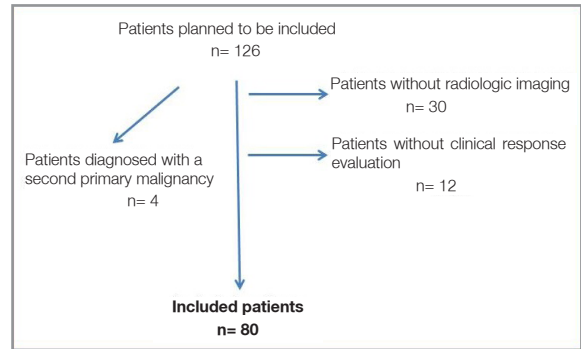 Patients planned to be included
n= 126
Patients without radiologic imaging
n= 30
Patients without clinical response
evaluation
n= 12
Patients diagnosed with a
second primary malignancy
n= 4
Included patients
n= 80